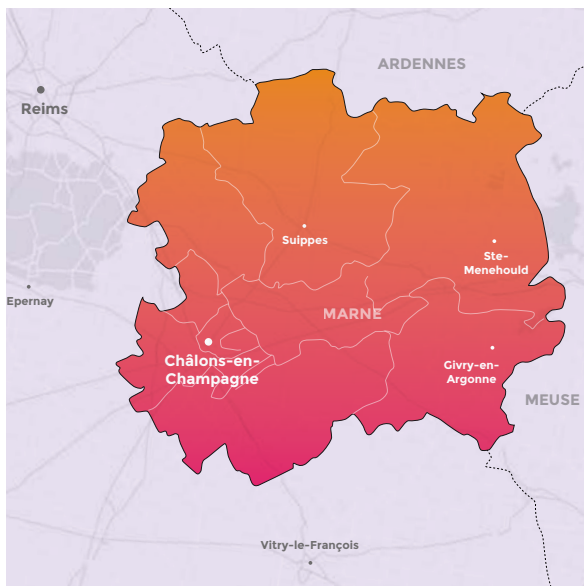 ARDENNES
Reims
Suippes
Ste-
Menehould
Epernay
MARNE
Châlons-en-
Champagne
Givry-en-
Argonne
MEUSE
Vitry-le-François